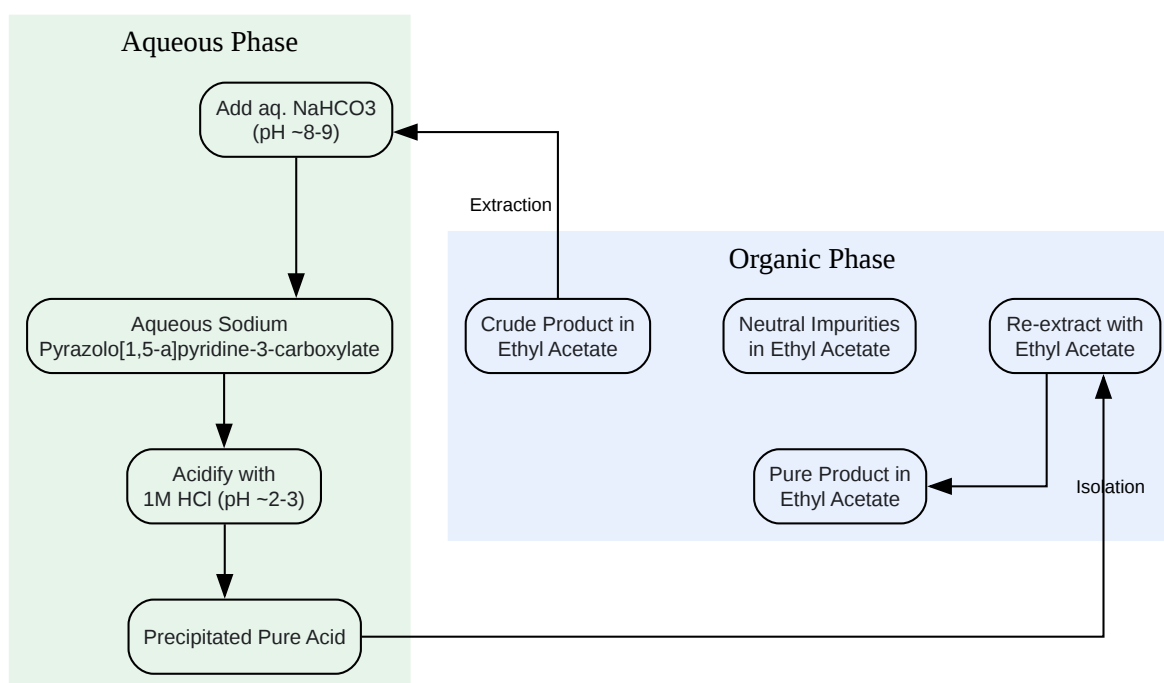 Aqueous Phase
Add aq. NaHCO3
(pH ~8-9)
Extraction
Organic Phase
Aqueous Sodium
Pyrazolo[1,5-a]pyridine-3-carboxylate
Crude Product in
Ethyl Acetate
Neutral Impurities
in Ethyl Acetate
Re-extract with
Ethyl Acetate
Acidify with
1M HCl (pH ~2-3)
Pure Product in
Ethyl Acetate
Isolation
Precipitated Pure Acid